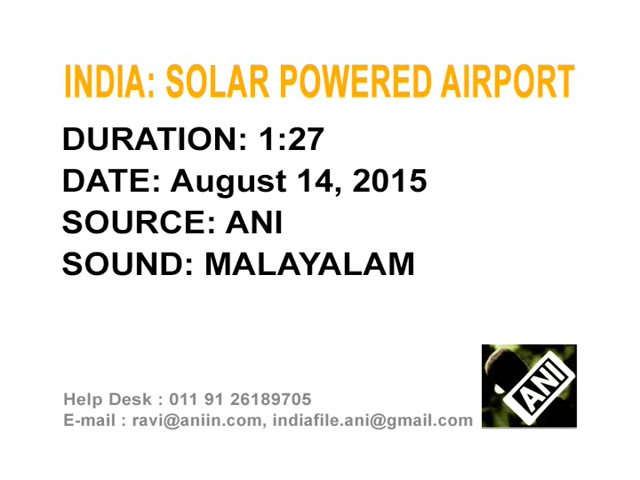 INDIA: SOLAR POWERED AIRPORT
DURATION: 1:27
DATE: August 14, 2015
SOURCE: ANI
SOUND: MALAYALAM
Help Desk : 011 91 26189705
E-mail : ravi@aniin.com, indiafile.ani@gmail.com
ANI